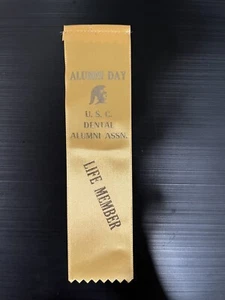 ALUMNI DAY
U. S. C.
DENTAL
ALUMNI ASSN.
LIFE MEMBER